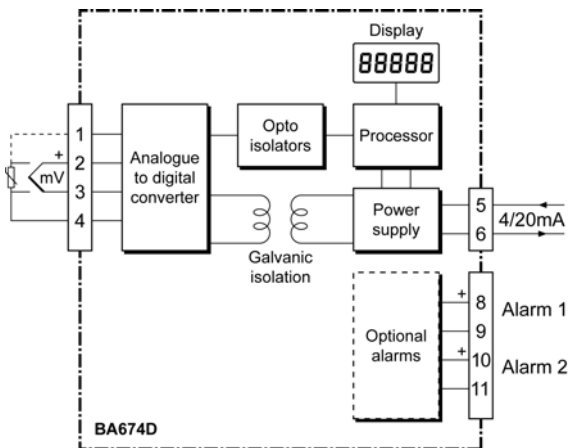 Display
88888
1
Opto
isolators
Processor
+
2
Analogue
to digital
converter
mV
3
4
Power
supply
5
4/20mA
6
Galvanic
isolation
+
8
Alarm 1
Optional
alarms
9
+
10
Alarm 2
11
BA674D